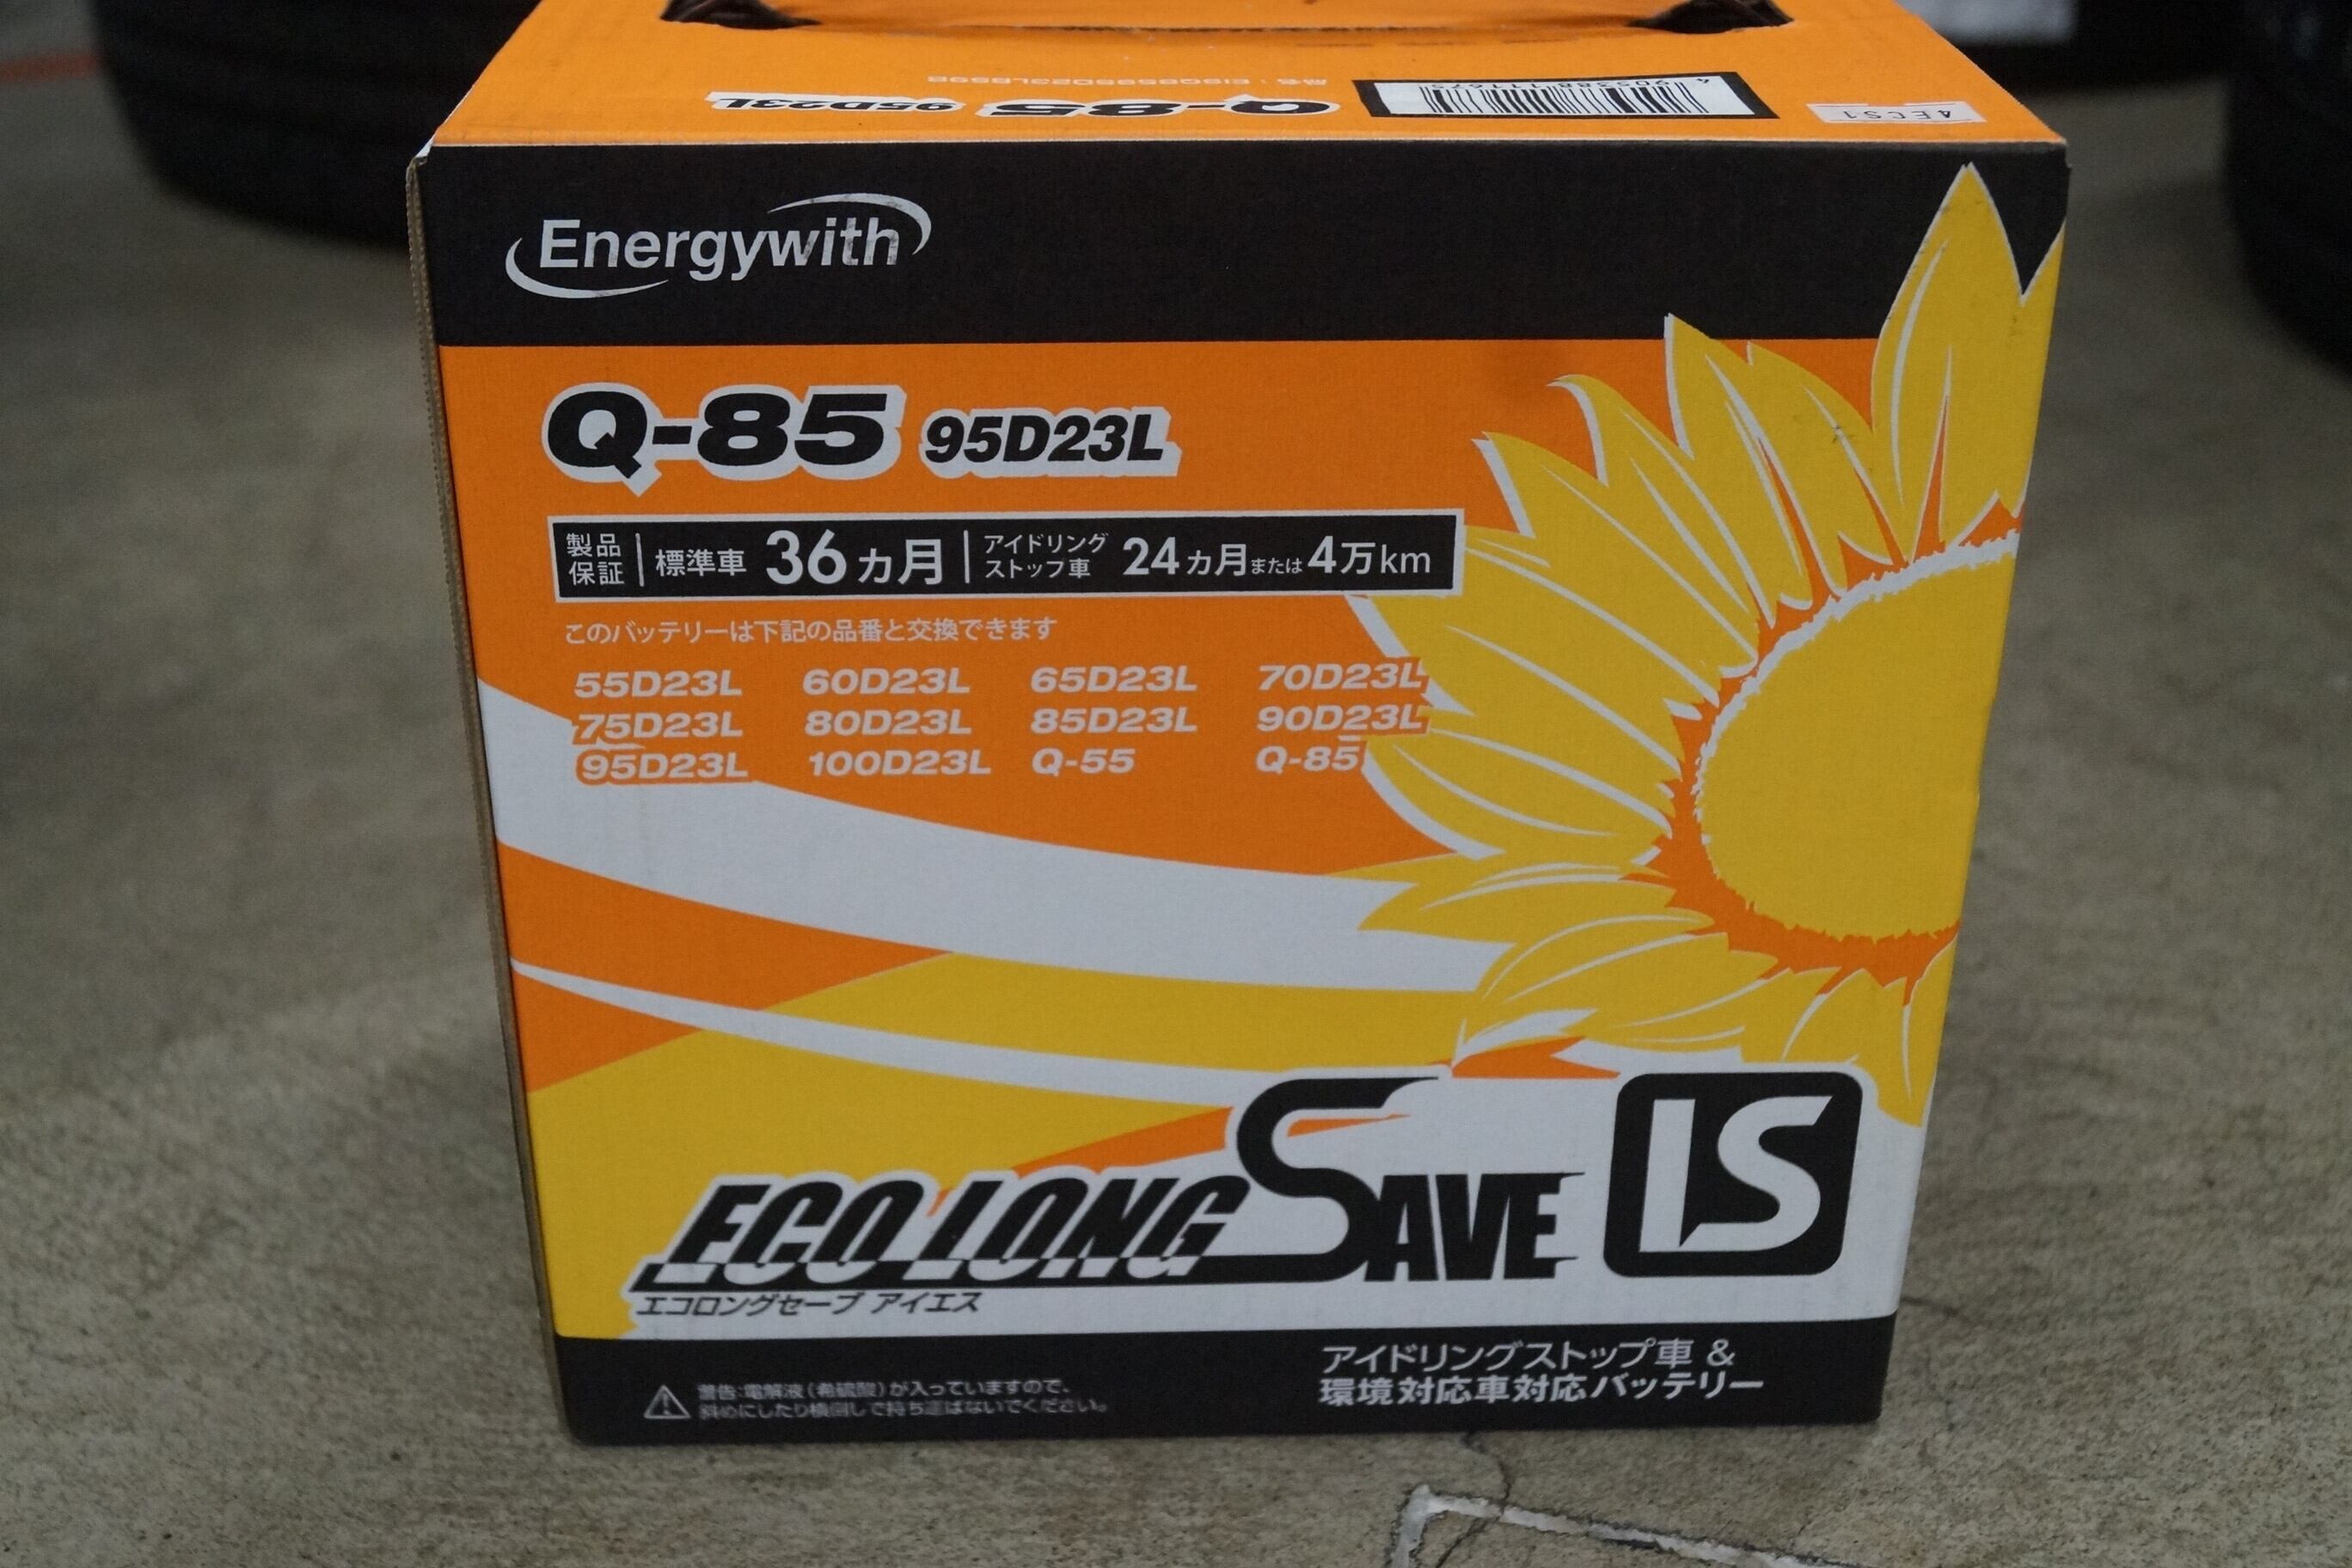 Q-85 95D23L
4ECS1
Energywith
Q-85 95D23L
製品保証 標準車 36カ月 アイドリングストップ車 24カ月または4万km
このバッテリーは下記の品番と交換できます
55D23L 60D23L 65D23L 70D23L
75D23L 80D23L 85D23L 90D23L
95D23L 100D23L Q-55 Q-85
ECO LONG SAVE IS
エコロングセーブ アイエス
警告:電解液(希硫酸)が入っていますので、
斜めにしたり横倒しで持ち運ばないでください。
アイドリングストップ車 &
環境対応車対応バッテリー